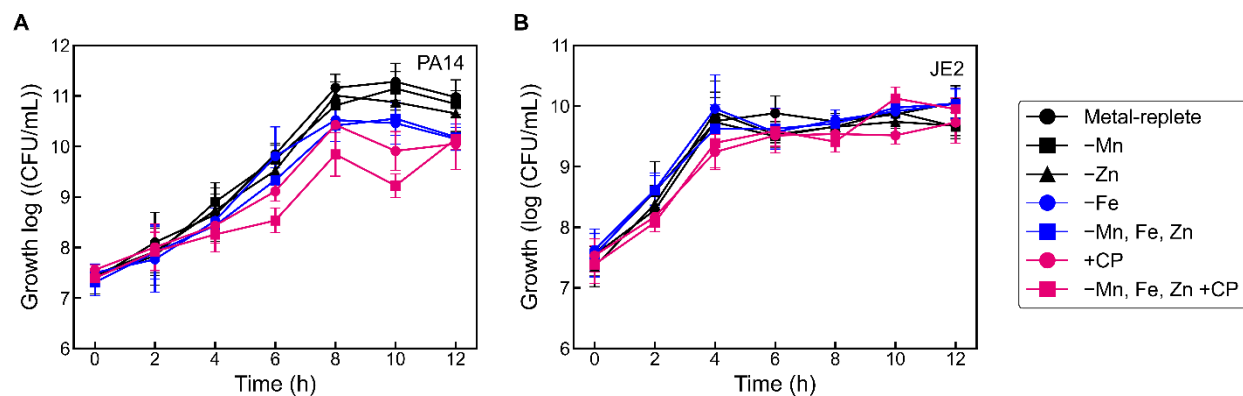 A
PA14
Growth log ((CFU/mL))
12
11
10
9
8
7
6
0 2 4 6 8 10 12
Time (h)
B
JE2
Growth (log (CFU/mL))
11
10
9
8
7
6
0 2 4 6 8 10 12
Time (h)
Metal-replete
−Mn
−Zn
−Fe
−Mn, Fe, Zn
+CP
−Mn, Fe, Zn +CP